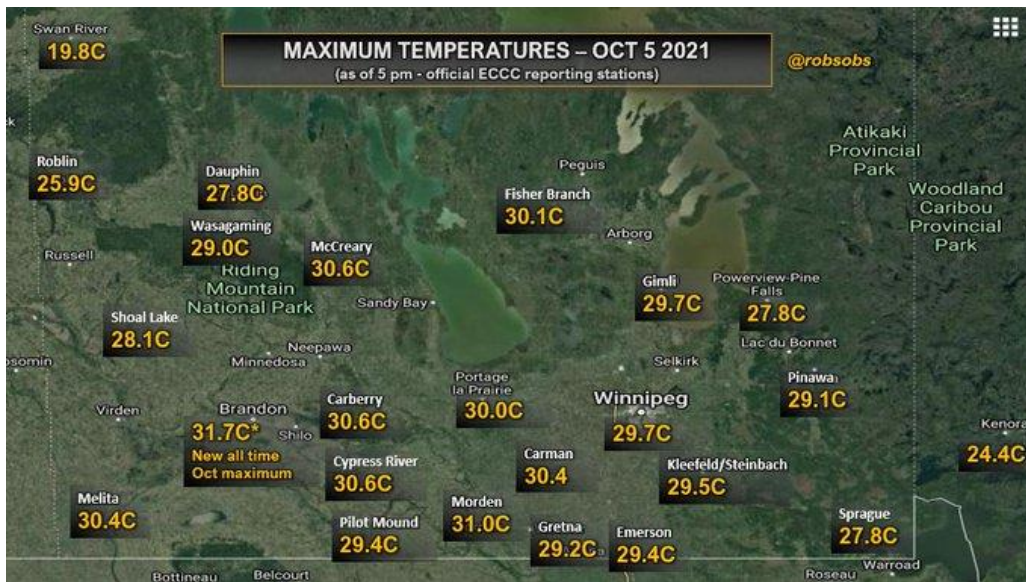 Swan River
19.8C
MAXIMUM TEMPERATURES – OCT 5 2021
(as of 5 pm - official ECCC reporting stations)
@robsobs
Atikaki
Provincial
Park
Woodland
Caribou
Provincial
Park
Roblin
25.9C
Dauphin
27.8C
Peguis
Fisher Branch
30.1C
Wasagaming
29.0C
McCreary
30.6C
Arborg
Russell
Riding
Mountain
National Park
Sandy Bay
Gimli
29.7C
Powerview-Pine
Falls
27.8C
Shoal Lake
28.1C
Neepawa
Minnedosa
Lac du Bonnet
Selkirk
osomin
Portage
la Prairie
30.0C
Pinawa
29.1C
Virden
Brandon
31.7C*
Shilo
New all time
Oct maximum
Carberry
30.6C
Winnipeg
29.7C
Kenora
24.4C
Cypress River
30.6C
Carman
30.4
Kleefeld/Steinbach
29.5C
Melita
30.4C
Morden
31.0C
Pilot Mound
29.4C
Gretna
29.2C
Emerson
29.4C
Sprague
27.8C
Warroad
Roseau
Bottineau
Belcourt